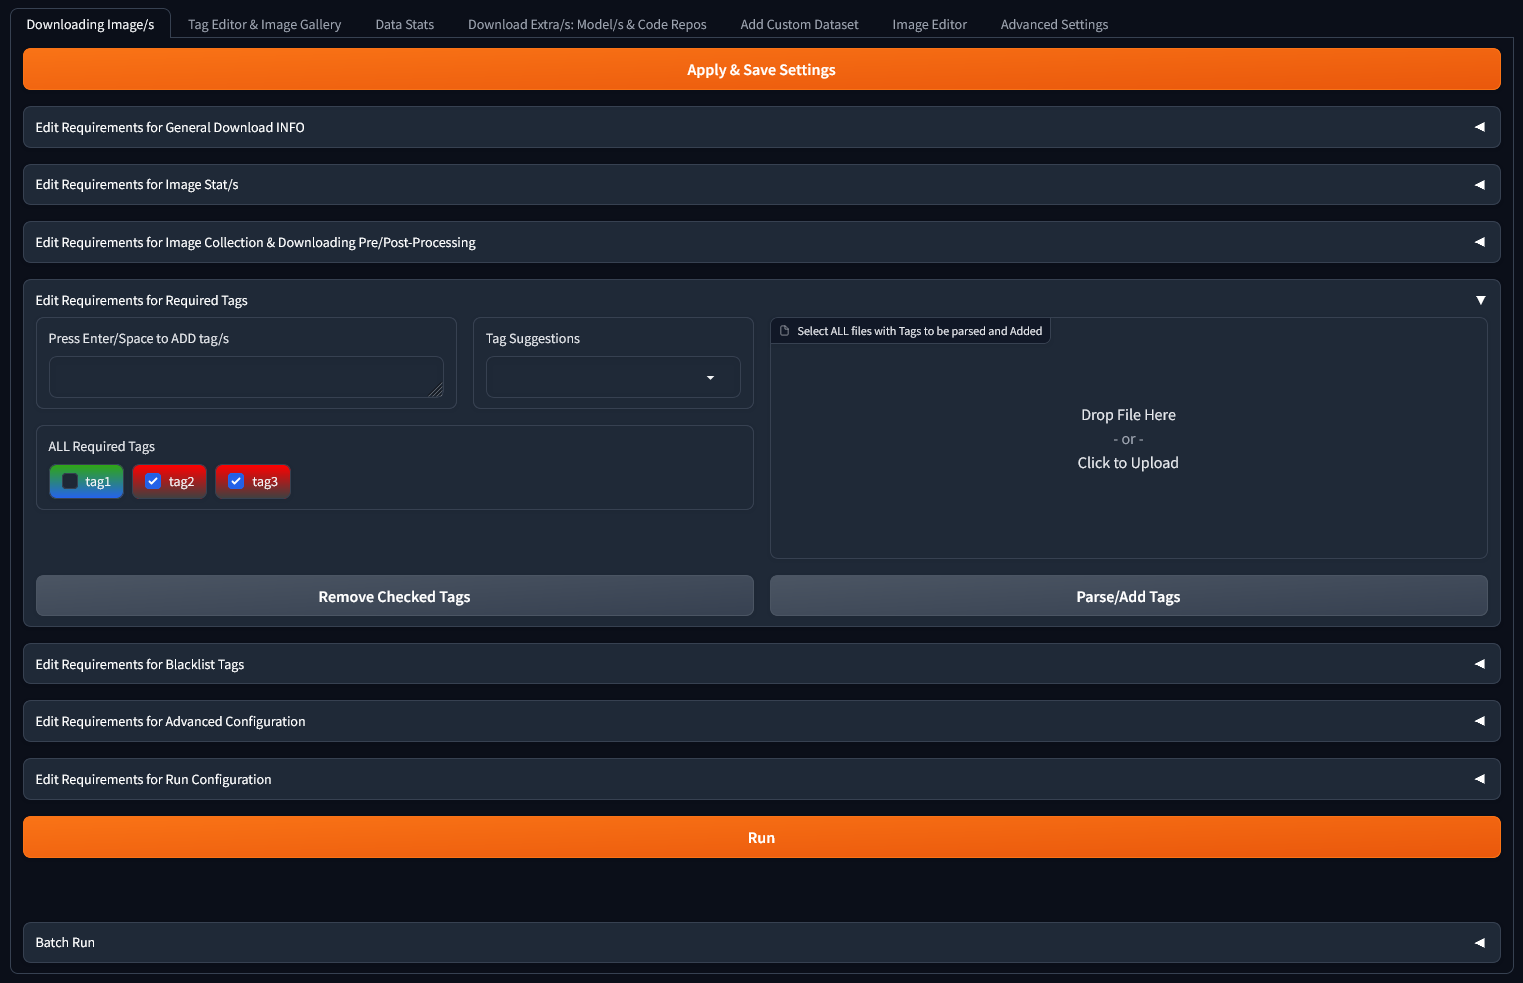 Downloading Image/s
Tag Editor & Image Gallery
Data Stats
Download Extra/s: Model/s & Code Repos
Add Custom Dataset
Image Editor
Advanced Settings
Apply & Save Settings
Edit Requirements for General Download INFO
Edit Requirements for Image Stat/s
Edit Requirements for Image Collection & Downloading Pre/Post-Processing
Edit Requirements for Required Tags
Press Enter/Space to ADD tag/s
Tag Suggestions
ALL Required Tags
tag1
tag2
tag3
Remove Checked Tags
Select ALL files with Tags to be parsed and Added
Drop File Here
- or -
Click to Upload
Parse/Add Tags
Edit Requirements for Blacklist Tags
Edit Requirements for Advanced Configuration
Edit Requirements for Run Configuration
Run
Batch Run